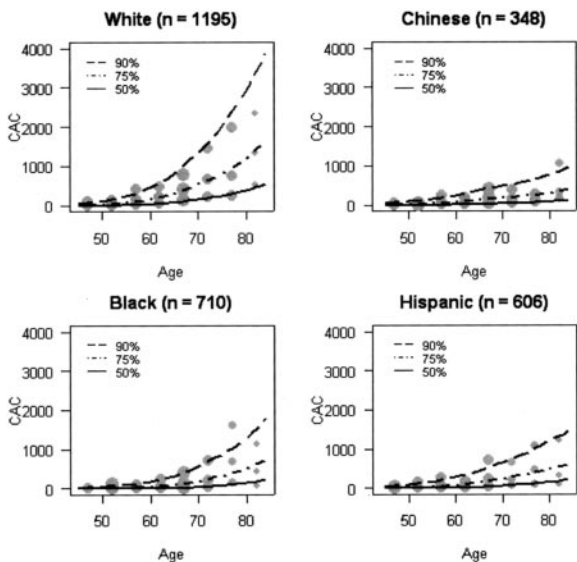 White (n = 1195)
CAC
4000
3000
2000
1000
0
90%
75%
50%
50 60 70 80
Age
Chinese (n = 348)
CAC
4000
3000
2000
1000
0
90%
75%
50%
50 60 70 80
Age
Black (n = 710)
CAC
4000
3000
2000
1000
0
90%
75%
50%
50 60 70 80
Age
Hispanic (n = 606)
CAC
4000
3000
2000
1000
0
90%
75%
50%
50 60 70 80
Age